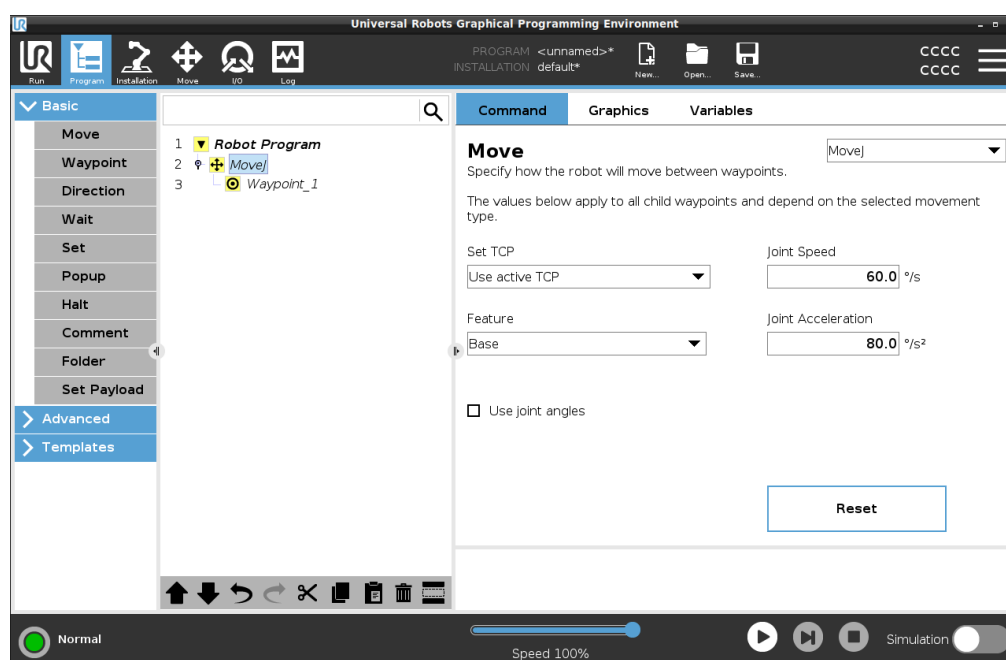 Universal Robots Graphical Programming Environment
UR
Run
Program
Installation
Move
I/O
Log
PROGRAM <unnamed>*
INSTALLATION default*
New...
Open...
Save...
cccc
cccc
Basic
Move
Waypoint
Direction
Wait
Set
Popup
Halt
Comment
Folder
Set Payload
Advanced
Templates
1 Robot Program
2 MoveJ
3 Waypoint_1
Command Graphics Variables
Move
MoveJ
Specify how the robot will move between waypoints.
The values below apply to all child waypoints and depend on the selected movement
type.
Set TCP
Use active TCP
Joint Speed
60.0 °/s
Feature
Base
Joint Acceleration
80.0 °/s²
Use joint angles
Reset
Normal
Speed 100%
Simulation